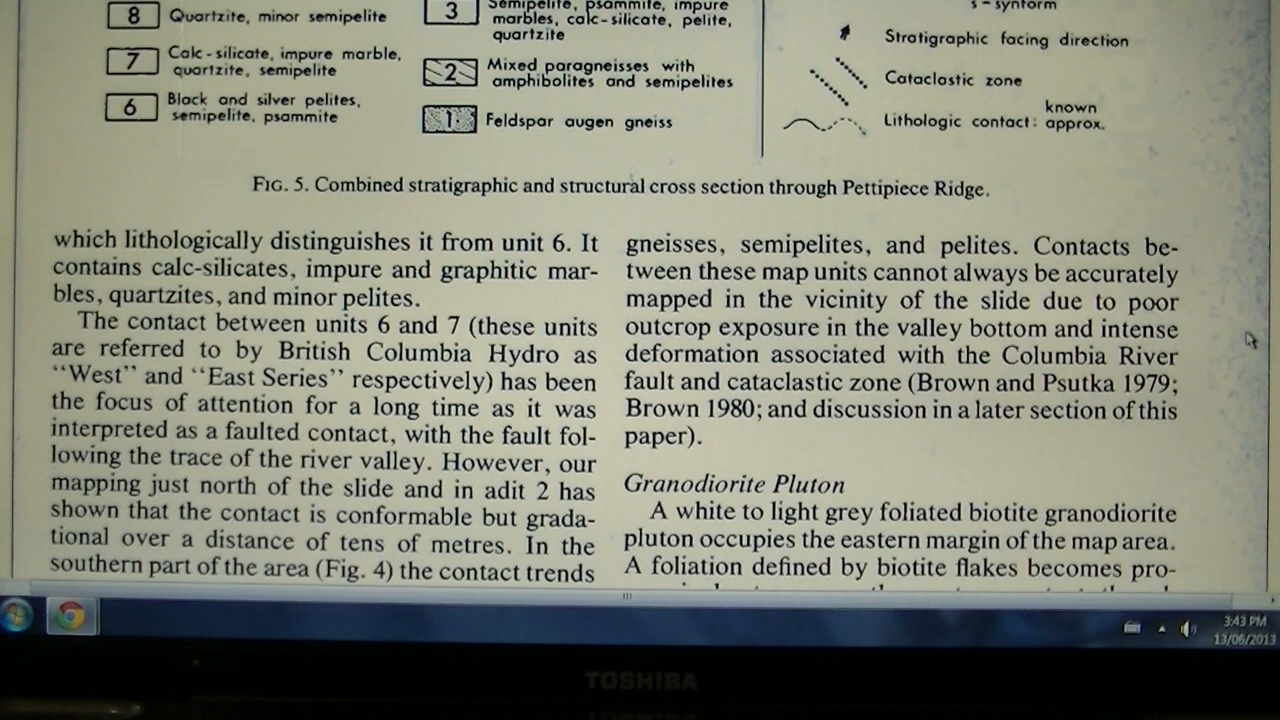 8 Quartzite, minor semipelite
7 Calc-silicate, impure marble,
quartzite, semipelite
6 Black and silver pelites,
semipelite, psammite
3 Semipelite, psammite, impure
marbles, calc-silicate, pelite,
quartzite
2 Mixed paragneisses with
amphibolites and semipelites
1 Feldspar augen gneiss
s - synform
Stratigraphic facing direction
Cataclastic zone
Lithologic contact: known
approx.
FIG. 5. Combined stratigraphic and structural cross section through Pettipiece Ridge.
which lithologically distinguishes it from unit 6. It
contains calc-silicates, impure and graphitic mar-
bles, quartzites, and minor pelites.
The contact between units 6 and 7 (these units
are referred to by British Columbia Hydro as
“West” and “East Series” respectively) has been
the focus of attention for a long time as it was
interpreted as a faulted contact, with the fault fol-
lowing the trace of the river valley. However, our
mapping just north of the slide and in adit 2 has
shown that the contact is conformable but grada-
tional over a distance of tens of metres. In the
southern part of the area (Fig. 4) the contact trends
gneisses, semipelites, and pelites. Contacts be-
tween these map units cannot always be accurately
mapped in the vicinity of the slide due to poor
outcrop exposure in the valley bottom and intense
deformation associated with the Columbia River
fault and cataclastic zone (Brown and Psutka 1979;
Brown 1980; and discussion in a later section of this
paper).
Granodiorite Pluton
A white to light grey foliated biotite granodiorite
pluton occupies the eastern margin of the map area.
A foliation defined by biotite flakes becomes pro-
3:43 PM
13/06/2013
TOSHIBA